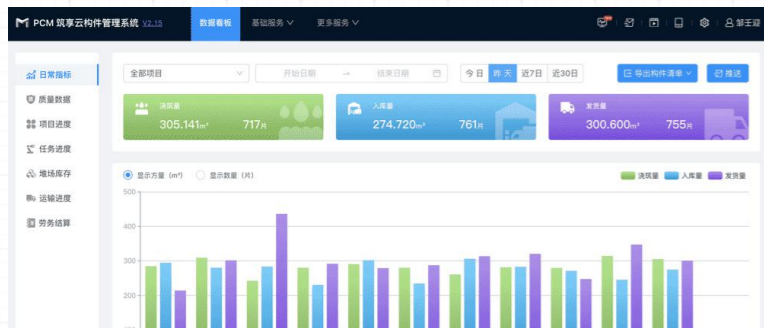 PCM 筑享云构件管理系统 V2.15 数据看板 基础服务 更多服务 邹王迎
日常指标
质量数据
项目进度
任务进度
堆场库存
运输进度
劳务结算
全部项目 开始日期 → 结束日期 今日 昨天 近7日 近30日 导出构件清单 推送
浇筑量
305.141m³ 717片
入库量
274.720m³ 761片
发货量
300.600m³ 755片
显示方量 (m³) 显示数量 (片) 浇筑量 入库量 发货量
500
400
300
200